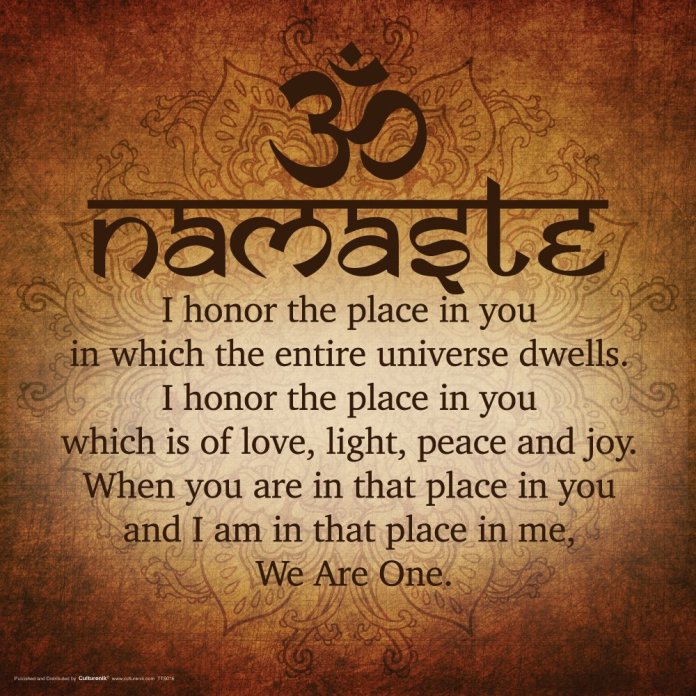 ॐ
namaste
I honor the place in you
in which the entire universe dwells.
I honor the place in you
which is of love, light, peace and joy.
When you are in that place in you
and I am in that place in me,
We Are One.
Published and Distributed by Culturenik® www.culturenik.com